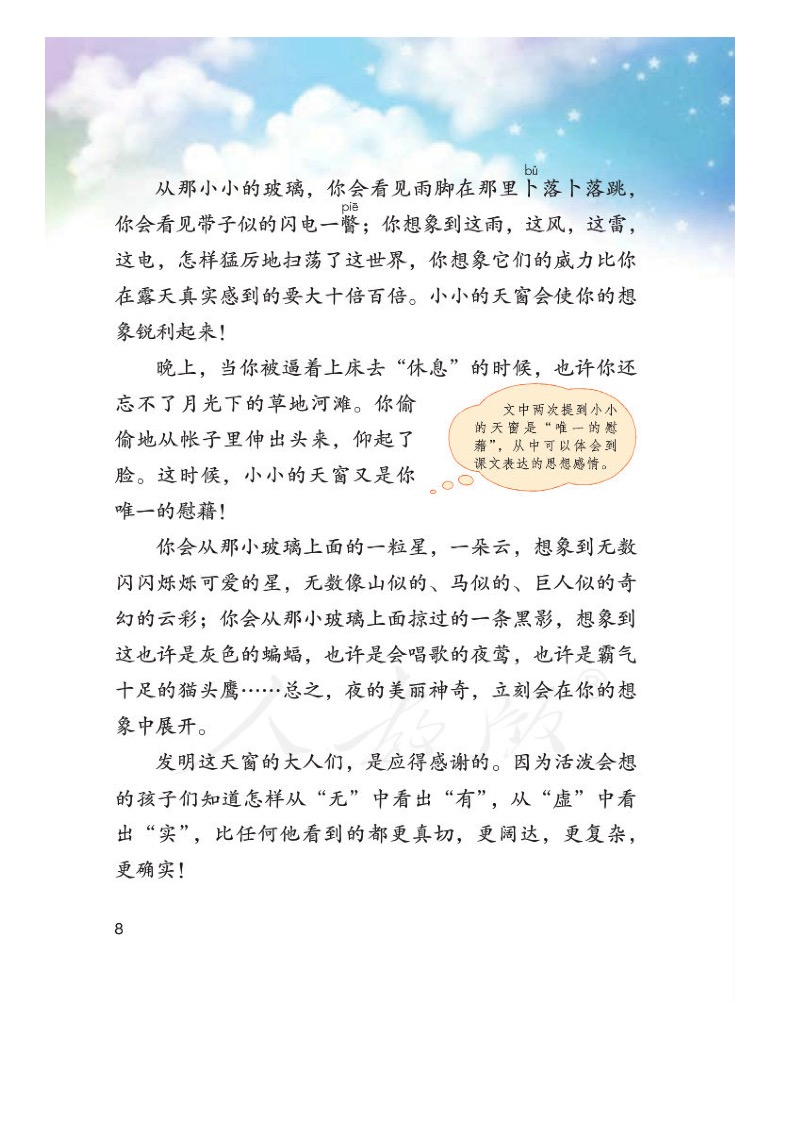 bǔ
从那小小的玻璃，你会看见雨脚在那里卜落卜落跳，
piē
你会看见带子似的闪电一瞥；你想象到这雨，这风，这雷，
这电，怎样猛厉地扫荡了这世界，你想象它们的威力比你
在露天真实感到的要大十倍百倍。小小的天窗会使你的想
象锐利起来！
晚上，当你被逼着上床去“休息”的时候，也许你还
忘不了月光下的草地河滩。你偷
偷地从帐子里伸出头来，仰起了
脸。这时候，小小的天窗又是你
唯一的慰藉！
文中两次提到小小
的天窗是“唯一的慰
藉”，从中可以体会到
课文表达的思想感情。
你会从那小玻璃上面的一粒星，一朵云，想象到无数
闪闪烁烁可爱的星，无数像山似的、马似的、巨人似的奇
幻的云彩；你会从那小玻璃上面掠过的一条黑影，想象到
这也许是灰色的蝙蝠，也许是会唱歌的夜莺，也许是霸气
十足的猫头鹰……总之，夜的美丽神奇，立刻会在你的想
象中展开。
人教版®
发明这天窗的大人们，是应得感谢的。因为活泼会想
的孩子们知道怎样从“无”中看出“有”，从“虚”中看
出“实”，比任何他看到的都更真切，更阔达，更复杂，
更确实！
8